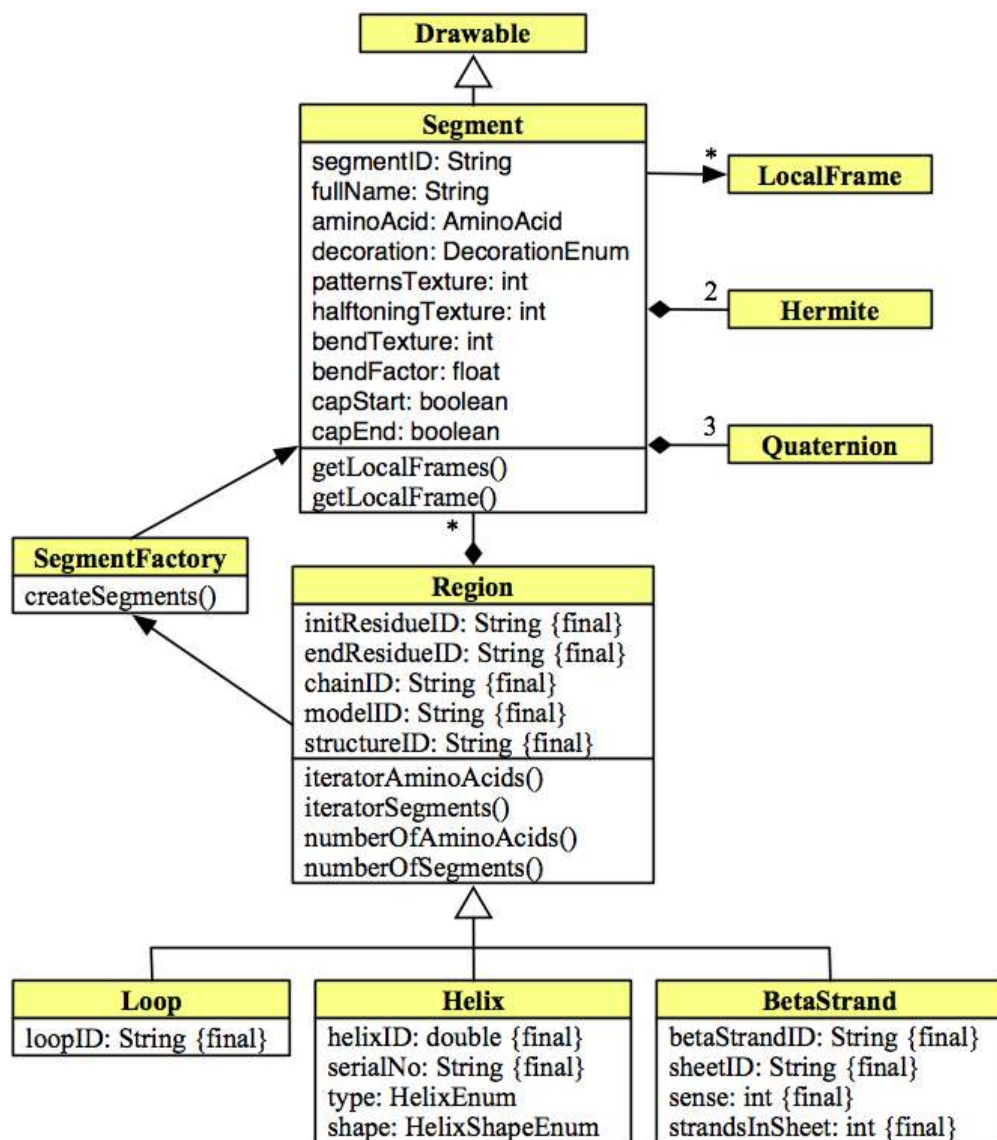 Drawable
Segment
segmentID: String
fullName: String
aminoAcid: AminoAcid
decoration: DecorationEnum
patternsTexture: int
halftoningTexture: int
bendTexture: int
bendFactor: float
capStart: boolean
capEnd: boolean
getLocalFrames()
getLocalFrame()
*
LocalFrame
2
Hermite
3
Quaternion
*
SegmentFactory
createSegments()
Region
initResidueID: String {final}
endResidueID: String {final}
chainID: String {final}
modelID: String {final}
structureID: String {final}
iteratorAminoAcids()
iteratorSegments()
numberOfAminoAcids()
numberOfSegments()
Loop
loopID: String {final}
Helix
helixID: double {final}
serialNo: String {final}
type: HelixEnum
shape: HelixShapeEnum
BetaStrand
betaStrandID: String {final}
sheetID: String {final}
sense: int {final}
strandsInSheet: int {final}